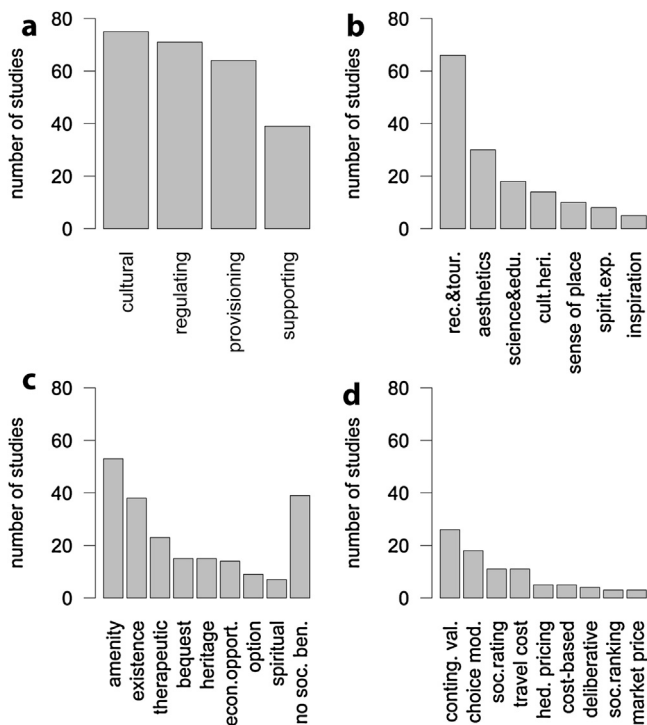 a
number of studies
80
60
40
20
0
cultural
regulating
provisioning
supporting
b
number of studies
80
60
40
20
0
rec.&tour.
aesthetics
science&edu.
cult.heri.
sense of place
spirit.exp.
inspiration
c
number of studies
80
60
40
20
0
amenity
existence
therapeutic
bequest
heritage
econ.opport.
option
spiritual
no soc. ben.
d
number of studies
80
60
40
20
0
conting. val.
choice mod.
soc.rating
travel cost
hed. pricing
cost-based
deliberative
soc.ranking
market price